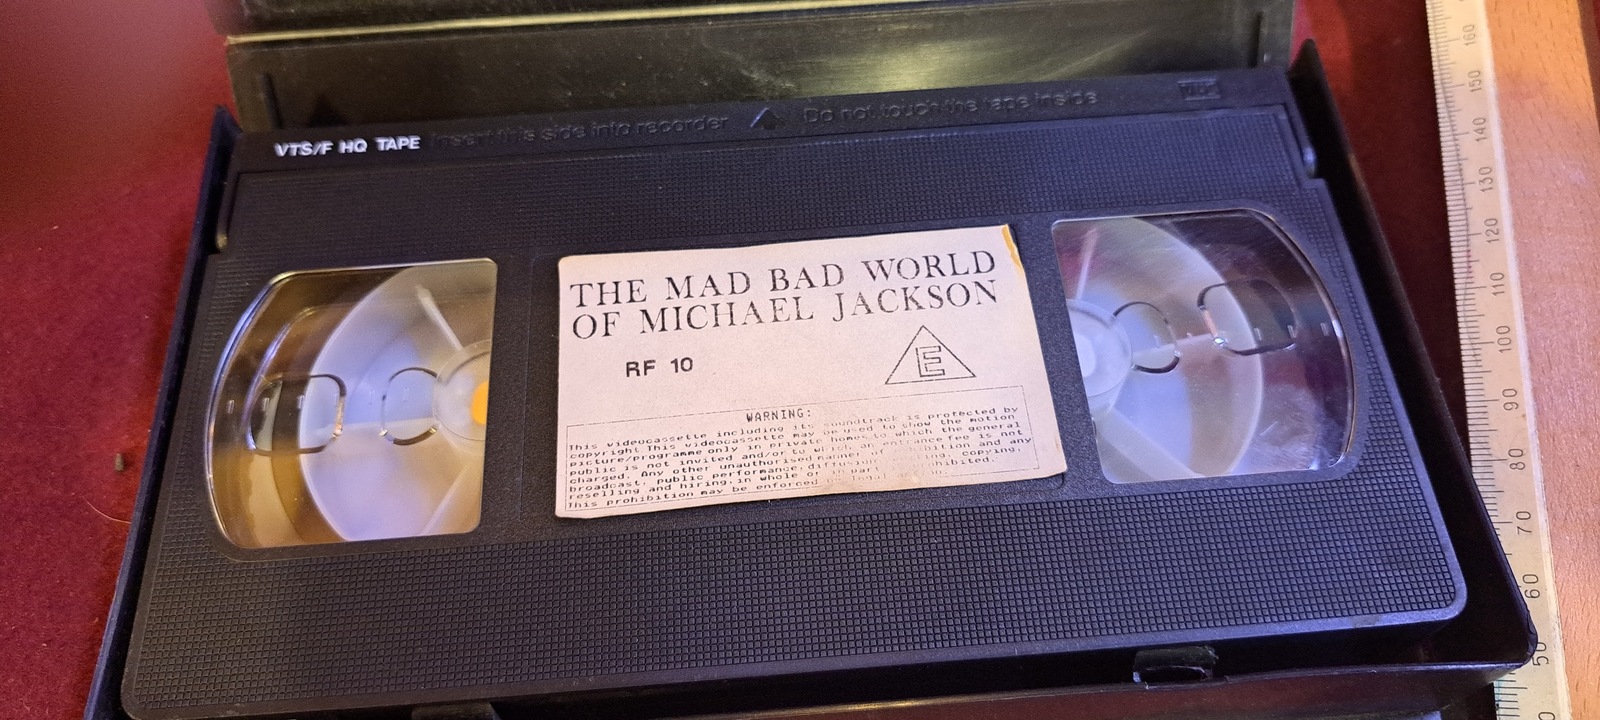 VTS/F HQ TAPE Insert this side into recorder Do not touch the tape inside VHS
THE MAD BAD WORLD
OF MICHAEL JACKSON
RF 10
E
WARNING:
This videocassette including its soundtrack is protected by
copyright This videocassette may be used to show the motion
picture/programme only in private homes to which the general
public is not invited and/or to which an entrance fee is not
charged. Any other unauthorised manner of and any
broadcast, public performance, diffusion, copying,
reselling and hiring, in whole part prohibited.
This prohibition may be enforced legal
160
150
140
130
120
110
100
90
80
70
60
50